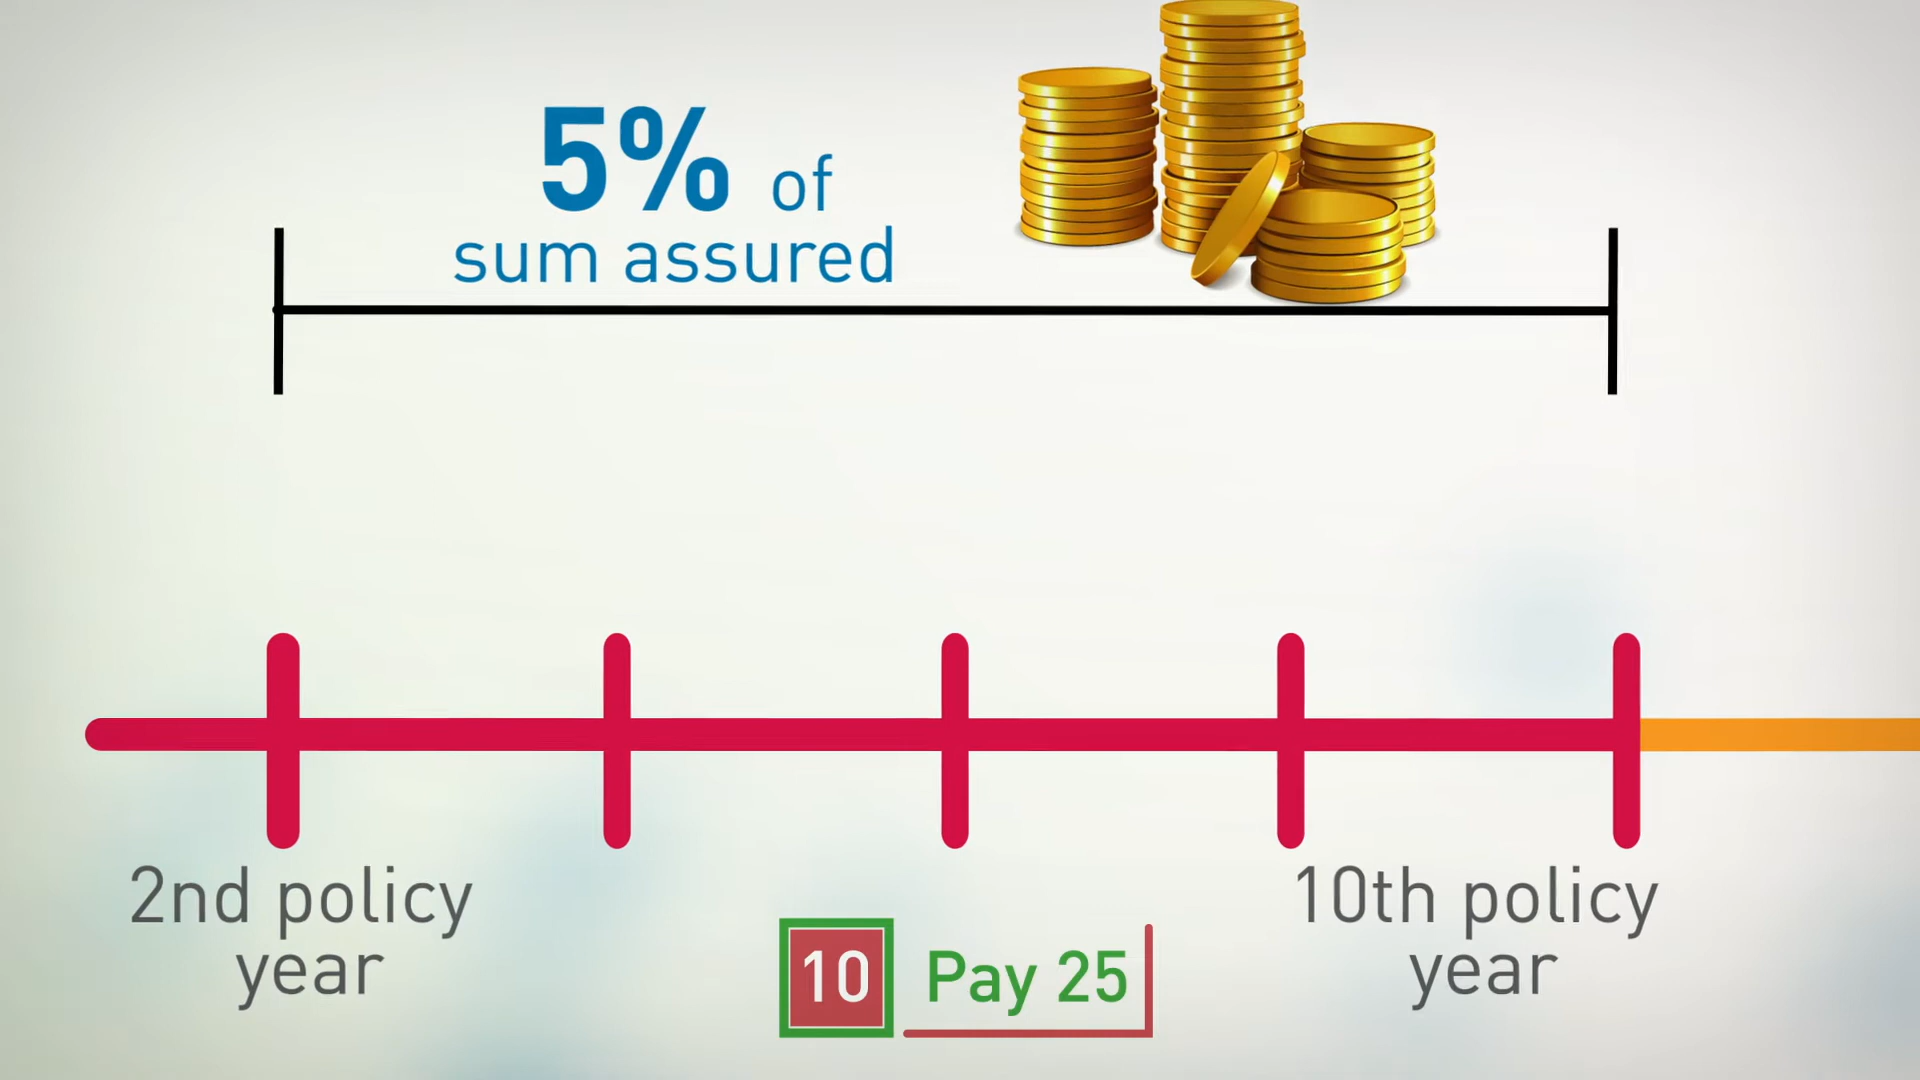 5% of
sum assured
2nd policy
year
10th policy
year
10 Pay 25